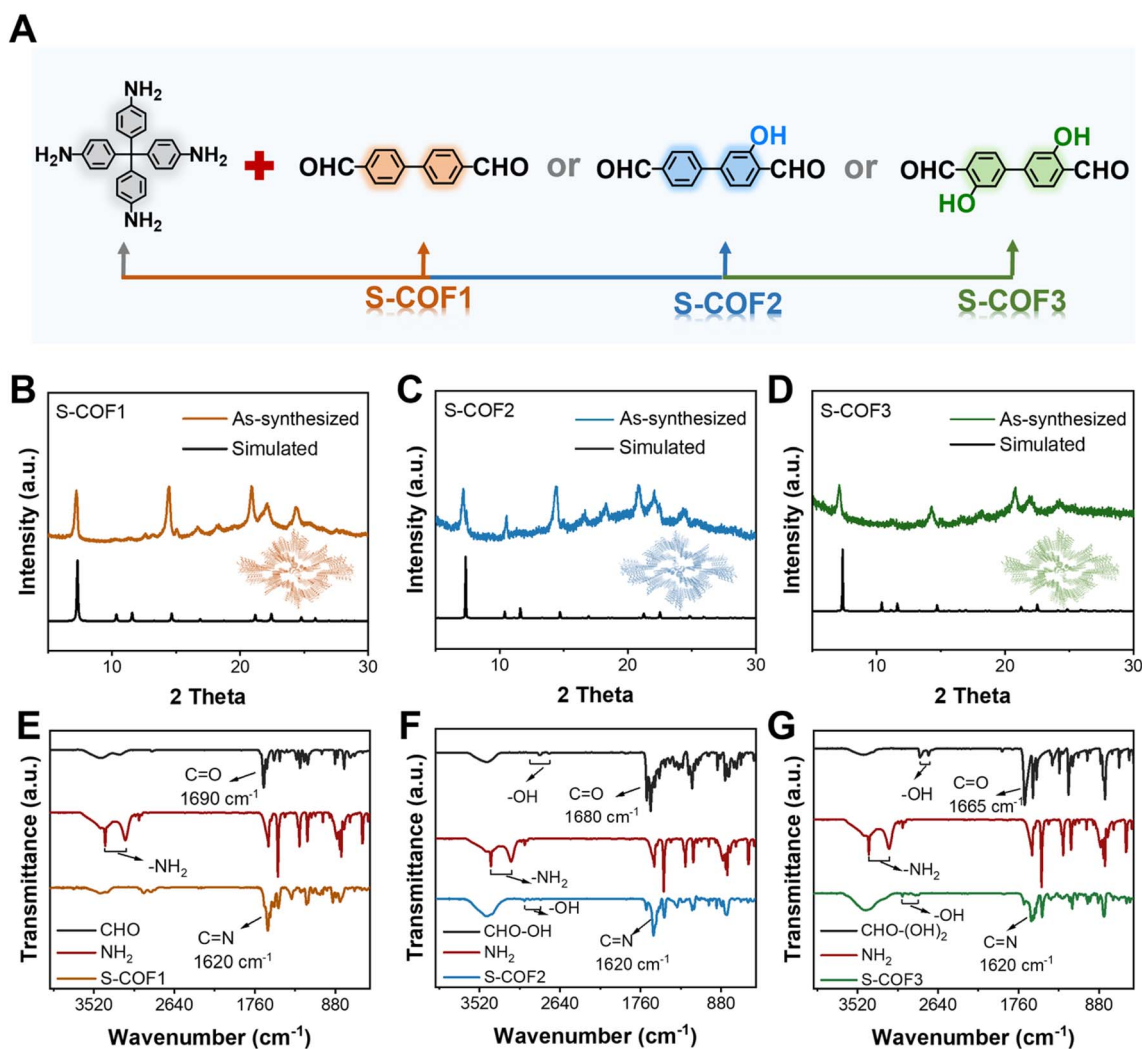 A
NH₂
H₂N
NH₂
NH₂
OHC
CHO
or
OH
OHC
CHO
or
OH
OHC
CHO
HO
S-COF1
S-COF2
S-COF3
B
S-COF1
As-synthesized
Simulated
Intensity (a.u.)
10
20
30
2 Theta
C
S-COF2
As-synthesized
Simulated
Intensity (a.u.)
10
20
30
2 Theta
D
S-COF3
As-synthesized
Simulated
Intensity (a.u.)
10
20
30
2 Theta
E
C=O
1690 cm⁻¹
-NH₂
C=N
1620 cm⁻¹
CHO
NH₂
S-COF1
Transmittance (a.u.)
3520 2640 1760 880
Wavenumber (cm⁻¹)
F
-OH
C=O
1680 cm⁻¹
-NH₂
-OH
C=N
1620 cm⁻¹
CHO-OH
NH₂
S-COF2
Transmittance (a.u.)
3520 2640 1760 880
Wavenumber (cm⁻¹)
G
-OH
C=O
1665 cm⁻¹
-NH₂
-OH
C=N
1620 cm⁻¹
CHO-(OH)₂
NH₂
S-COF3
Transmittance (a.u.)
3520 2640 1760 880
Wavenumber (cm⁻¹)